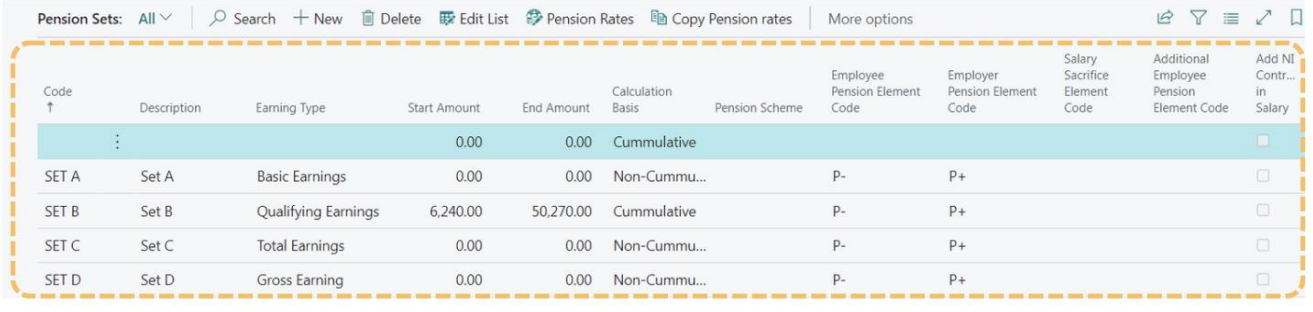 Pension Sets: All Search + New Delete Edit List Pension Rates Copy Pension rates More options
Code ↑ Description Earning Type Start Amount End Amount Calculation Basis Pension Scheme Employee Pension Element Code Employer Pension Element Code Salary Sacrifice Element Code Additional Employee Pension Element Code Add NI Contr... in Salary
0.00 0.00 Cummulative
SET A Set A Basic Earnings 0.00 0.00 Non-Cummu... P- P+
SET B Set B Qualifying Earnings 6,240.00 50,270.00 Cummulative P- P+
SET C Set C Total Earnings 0.00 0.00 Non-Cummu... P- P+
SET D Set D Gross Earning 0.00 0.00 Non-Cummu... P- P+